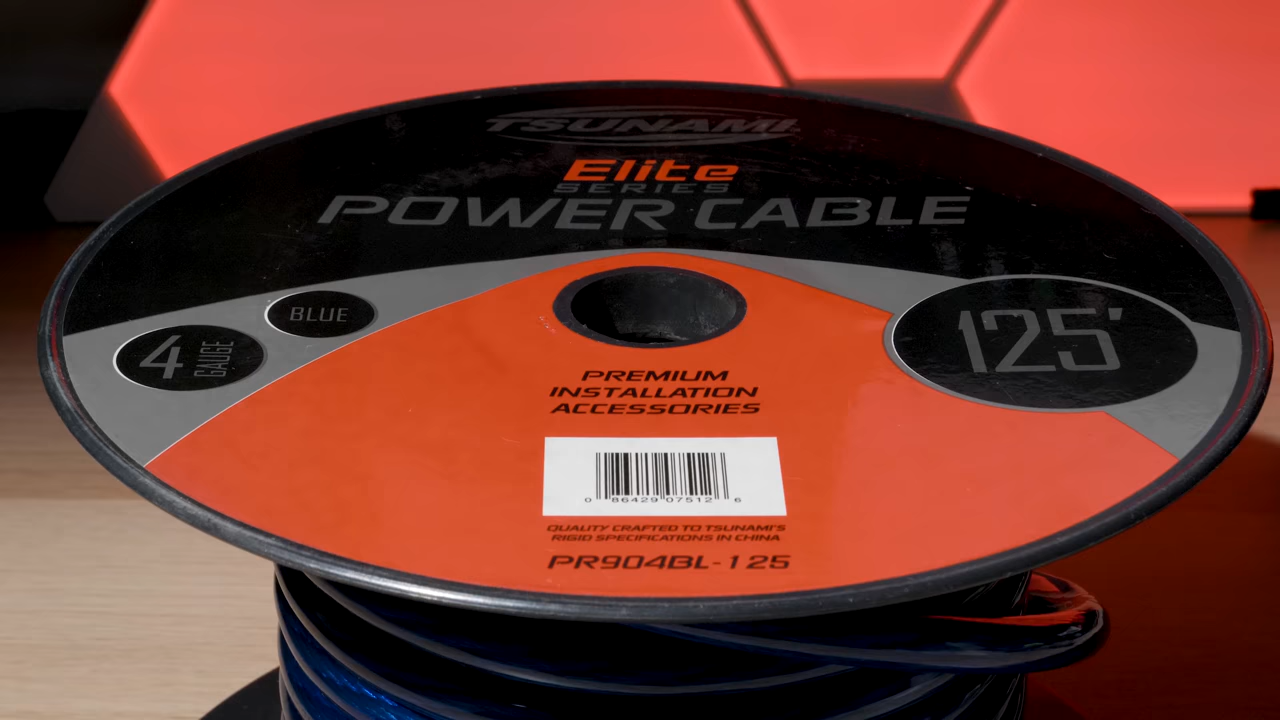 TSUNAMI
Elite
SERIES
POWER CABLE
BLUE
4 GAUGE
125'
PREMIUM
INSTALLATION
ACCESSORIES
0 86429 07512 6
QUALITY CRAFTED TO TSUNAMI'S
RIGID SPECIFICATIONS IN CHINA
PR904BL-125